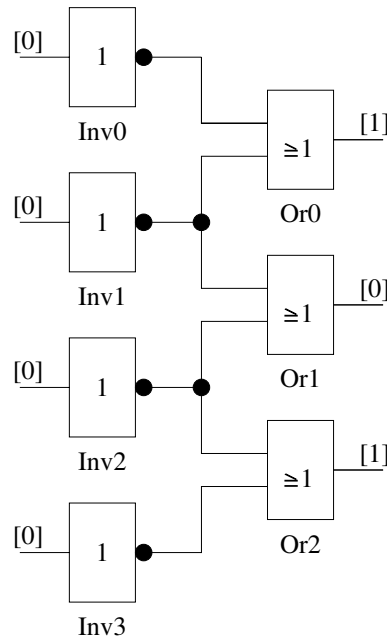 [0]
1
Inv0
[1]
≥1
Or0
[0]
1
Inv1
[0]
≥1
Or1
[0]
1
Inv2
[1]
≥1
Or2
[0]
1
Inv3